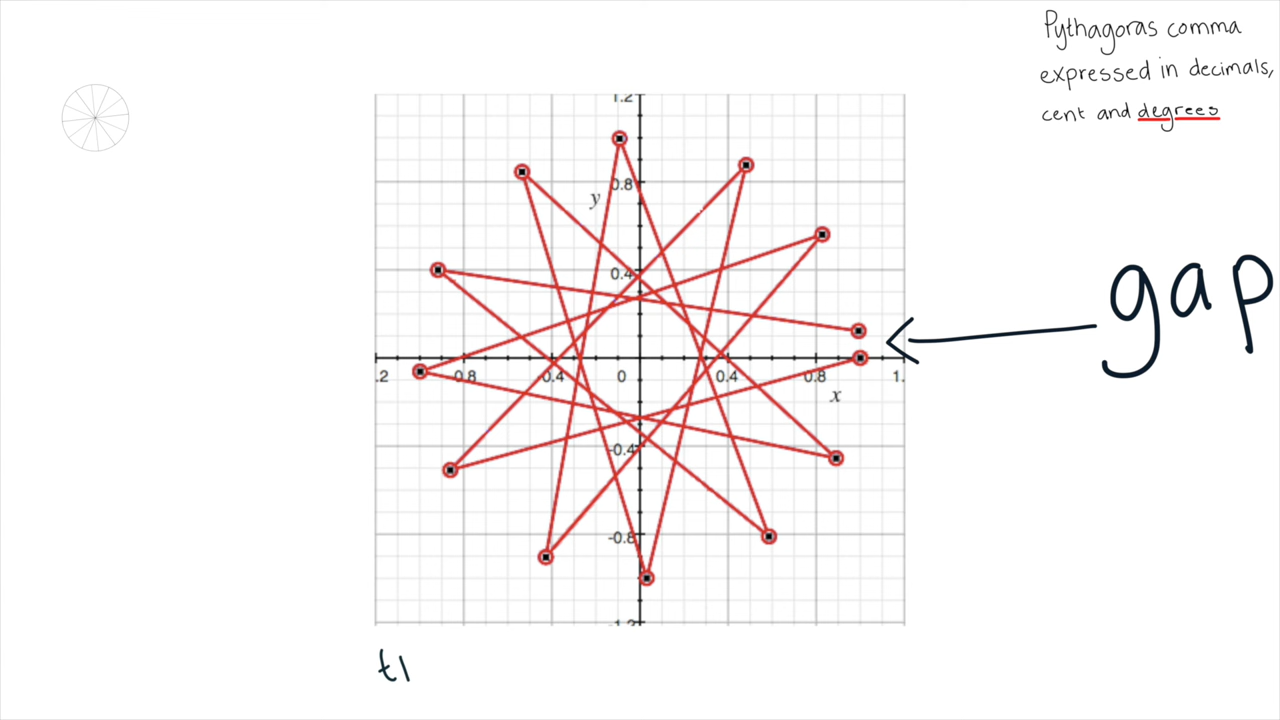 Pythagoras comma
expressed in decimals,
cent and degrees
1.2
0.8
y
0.4
.2
0.8
0.4
0
0.4
0.8
1.
x
-0.4
-0.8
-1.2
gap